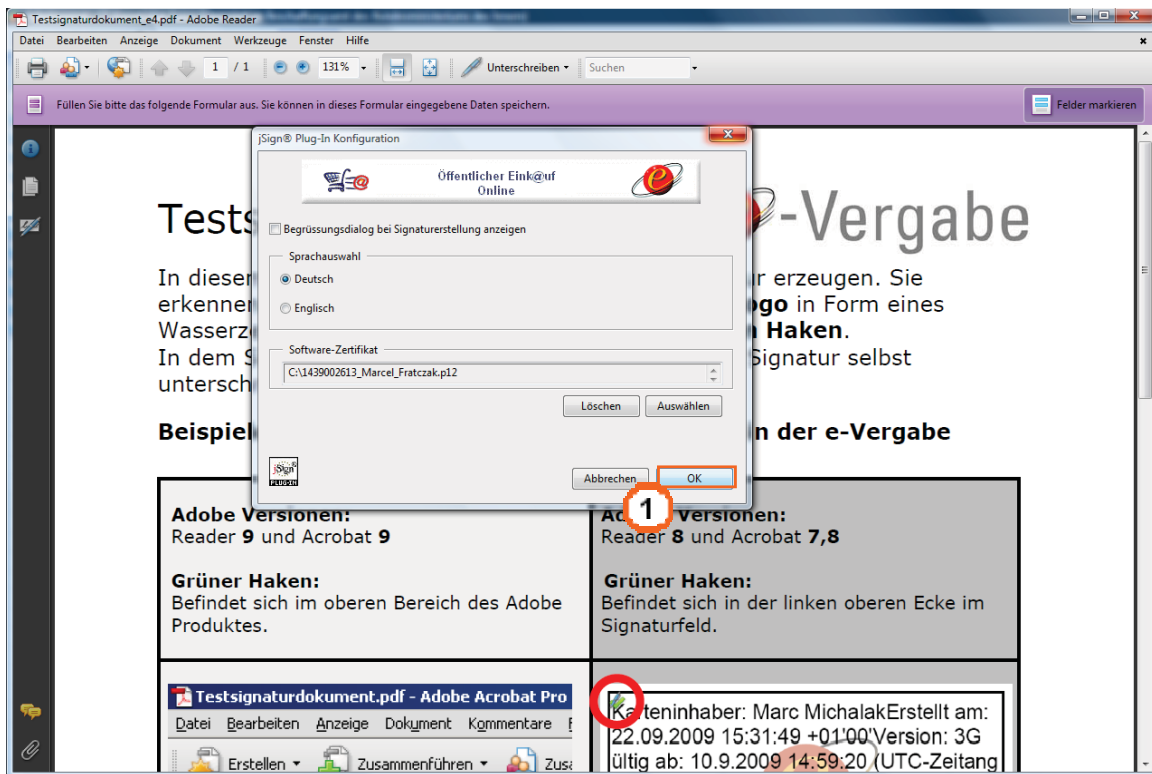 Testsignaturdokument_e4.pdf - Adobe Reader
Datei Bearbeiten Anzeige Dokument Werkzeuge Fenster Hilfe
1 / 1 131% Unterschreiben Suchen
Füllen Sie bitte das folgende Formular aus. Sie können in dieses Formular eingegebene Daten speichern.
Felder markieren
jSign® Plug-In Konfiguration
Öffentlicher Eink@uf
Online
Begrüssungsdialog bei Signaturerstellung anzeigen
Sprachauswahl
Deutsch
Englisch
Software-Zertifikat
C:\1439002613_Marcel_Fratczak.p12
Löschen Auswählen
jSign®
PLUG-IN
Abbrechen OK
1
Tests
e-Vergabe
In dieser
ur erzeugen. Sie
erkenne
ogo in Form eines
Wasserz
Haken.
In dem S
Signatur selbst
untersch
Beispiel
n der e-Vergabe
Adobe Versionen:
Reader 9 und Acrobat 9
Grüner Haken:
Befindet sich im oberen Bereich des Adobe
Produktes.
Versionen:
Reader 8 und Acrobat 7,8
Grüner Haken:
Befindet sich in der linken oberen Ecke im
Signaturfeld.
Testsignaturdokument.pdf - Adobe Acrobat Pro
Datei Bearbeiten Anzeige Dokument Kommentare
Erstellen Zusammenführen Zusa
Karteninhaber: Marc MichalakErstellt am:
22.09.2009 15:31:49 +01'00'Version: 3G
ültig ab: 10.9.2009 14:59:20 (UTC-Zeitang